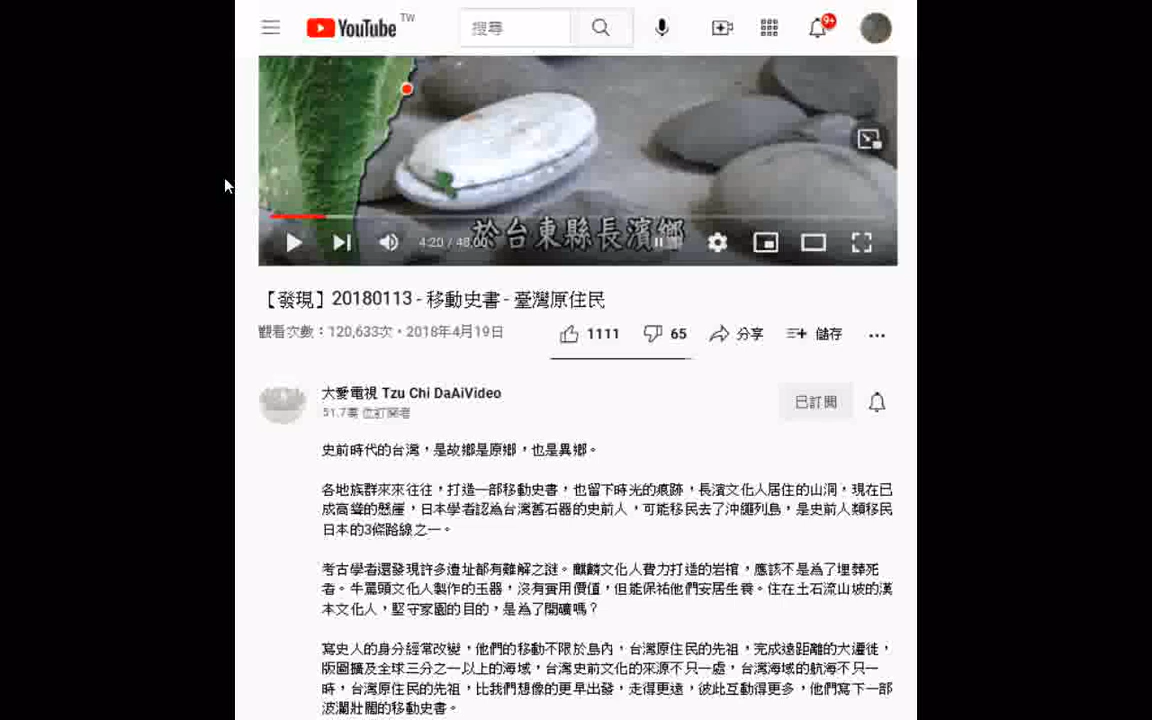 YouTube TW
搜尋
9+
於台東縣長濱鄉
4:20 / 48:00
【發現】20180113 - 移動史書 - 臺灣原住民
觀看次數：120,633次・2018年4月19日
1111
65
分享
儲存
大愛電視 Tzu Chi DaAiVideo
51.7萬 位訂閱者
已訂閱
史前時代的台灣，是故鄉是原鄉，也是異鄉。
各地族群來來往往，打造一部移動史書，也留下時光的痕跡，長濱文化人居住的山洞，現在已
成高聳的懸崖，日本學者認為台灣舊石器的史前人，可能移民去了沖繩列島，是史前人類移民
日本的3條路線之一。
考古學者還發現許多遺址都有難解之謎。麒麟文化人費力打造的岩棺，應該不是為了埋葬死
者。牛罵頭文化人製作的玉器，沒有實用價值，但能保祐他們安居生養。住在土石流山坡的漢
本文化人，堅守家園的目的，是為了開礦嗎？
寫史人的身分經常改變，他們的移動不限於島內，台灣原住民的先祖，完成遠距離的大遷徙，
版圖擴及全球三分之一以上的海域，台灣史前文化的來源不只一處，台灣海域的航海不只一
時，台灣原住民的先祖，比我們想像的更早出發，走得更遠，彼此互動得更多，他們寫下一部
波瀾壯闊的移動史書。